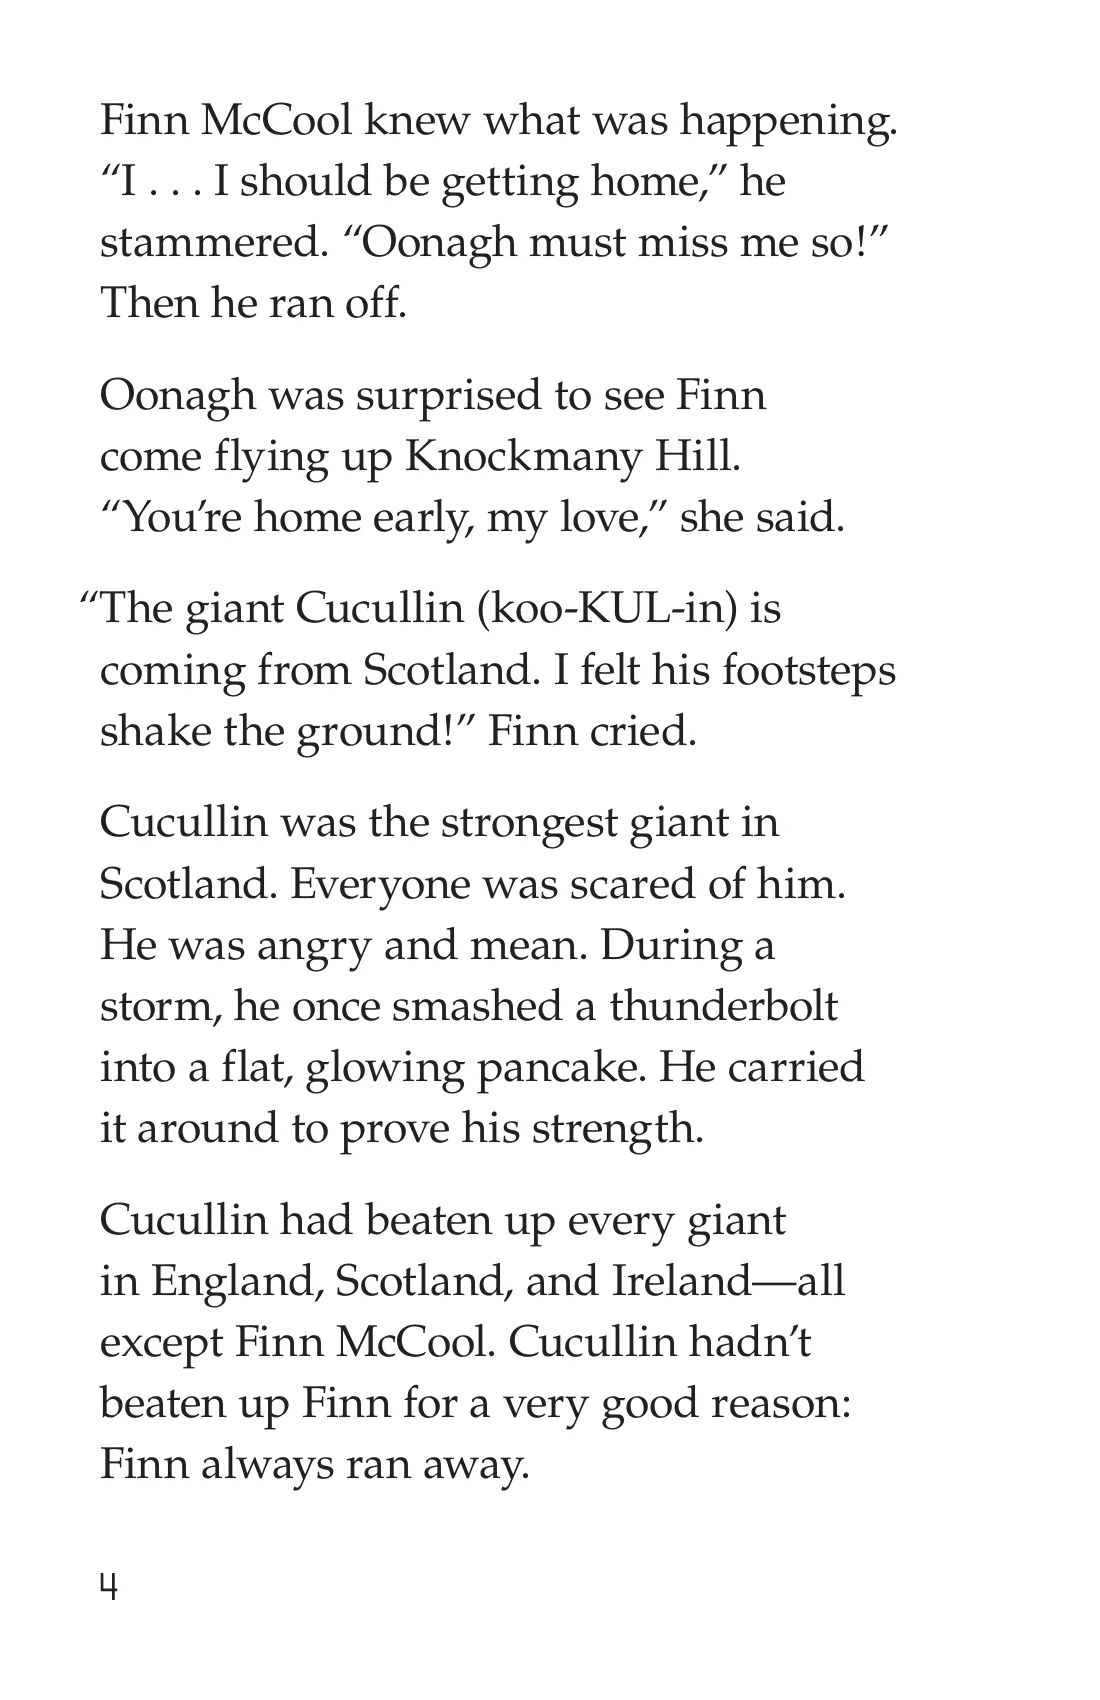 Finn McCool knew what was happening.
“I . . . I should be getting home,” he
stammered. “Oonagh must miss me so!”
Then he ran off.
Oonagh was surprised to see Finn
come flying up Knockmany Hill.
“You’re home early, my love,” she said.
“The giant Cucullin (koo-KUL-in) is
coming from Scotland. I felt his footsteps
shake the ground!” Finn cried.
Cucullin was the strongest giant in
Scotland. Everyone was scared of him.
He was angry and mean. During a
storm, he once smashed a thunderbolt
into a flat, glowing pancake. He carried
it around to prove his strength.
Cucullin had beaten up every giant
in England, Scotland, and Ireland—all
except Finn McCool. Cucullin hadn’t
beaten up Finn for a very good reason:
Finn always ran away.
4